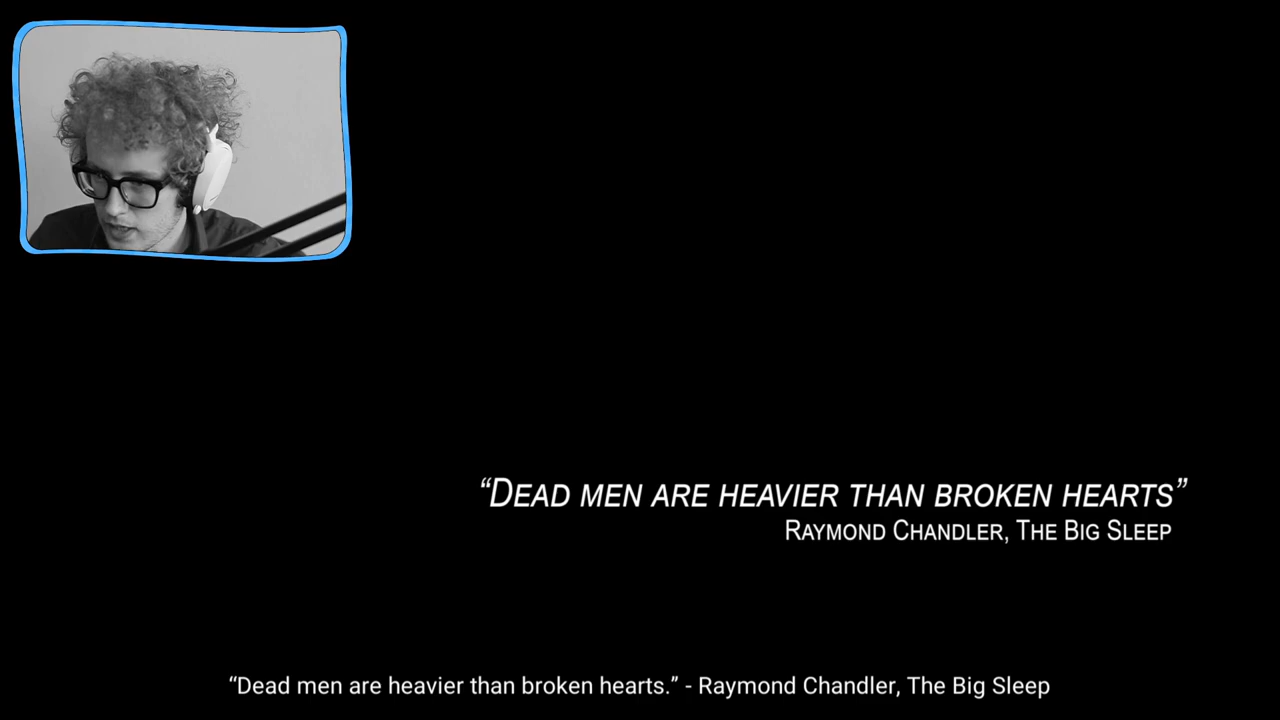 “Dead men are heavier than broken hearts”
Raymond Chandler, The Big Sleep
“Dead men are heavier than broken hearts.” - Raymond Chandler, The Big Sleep